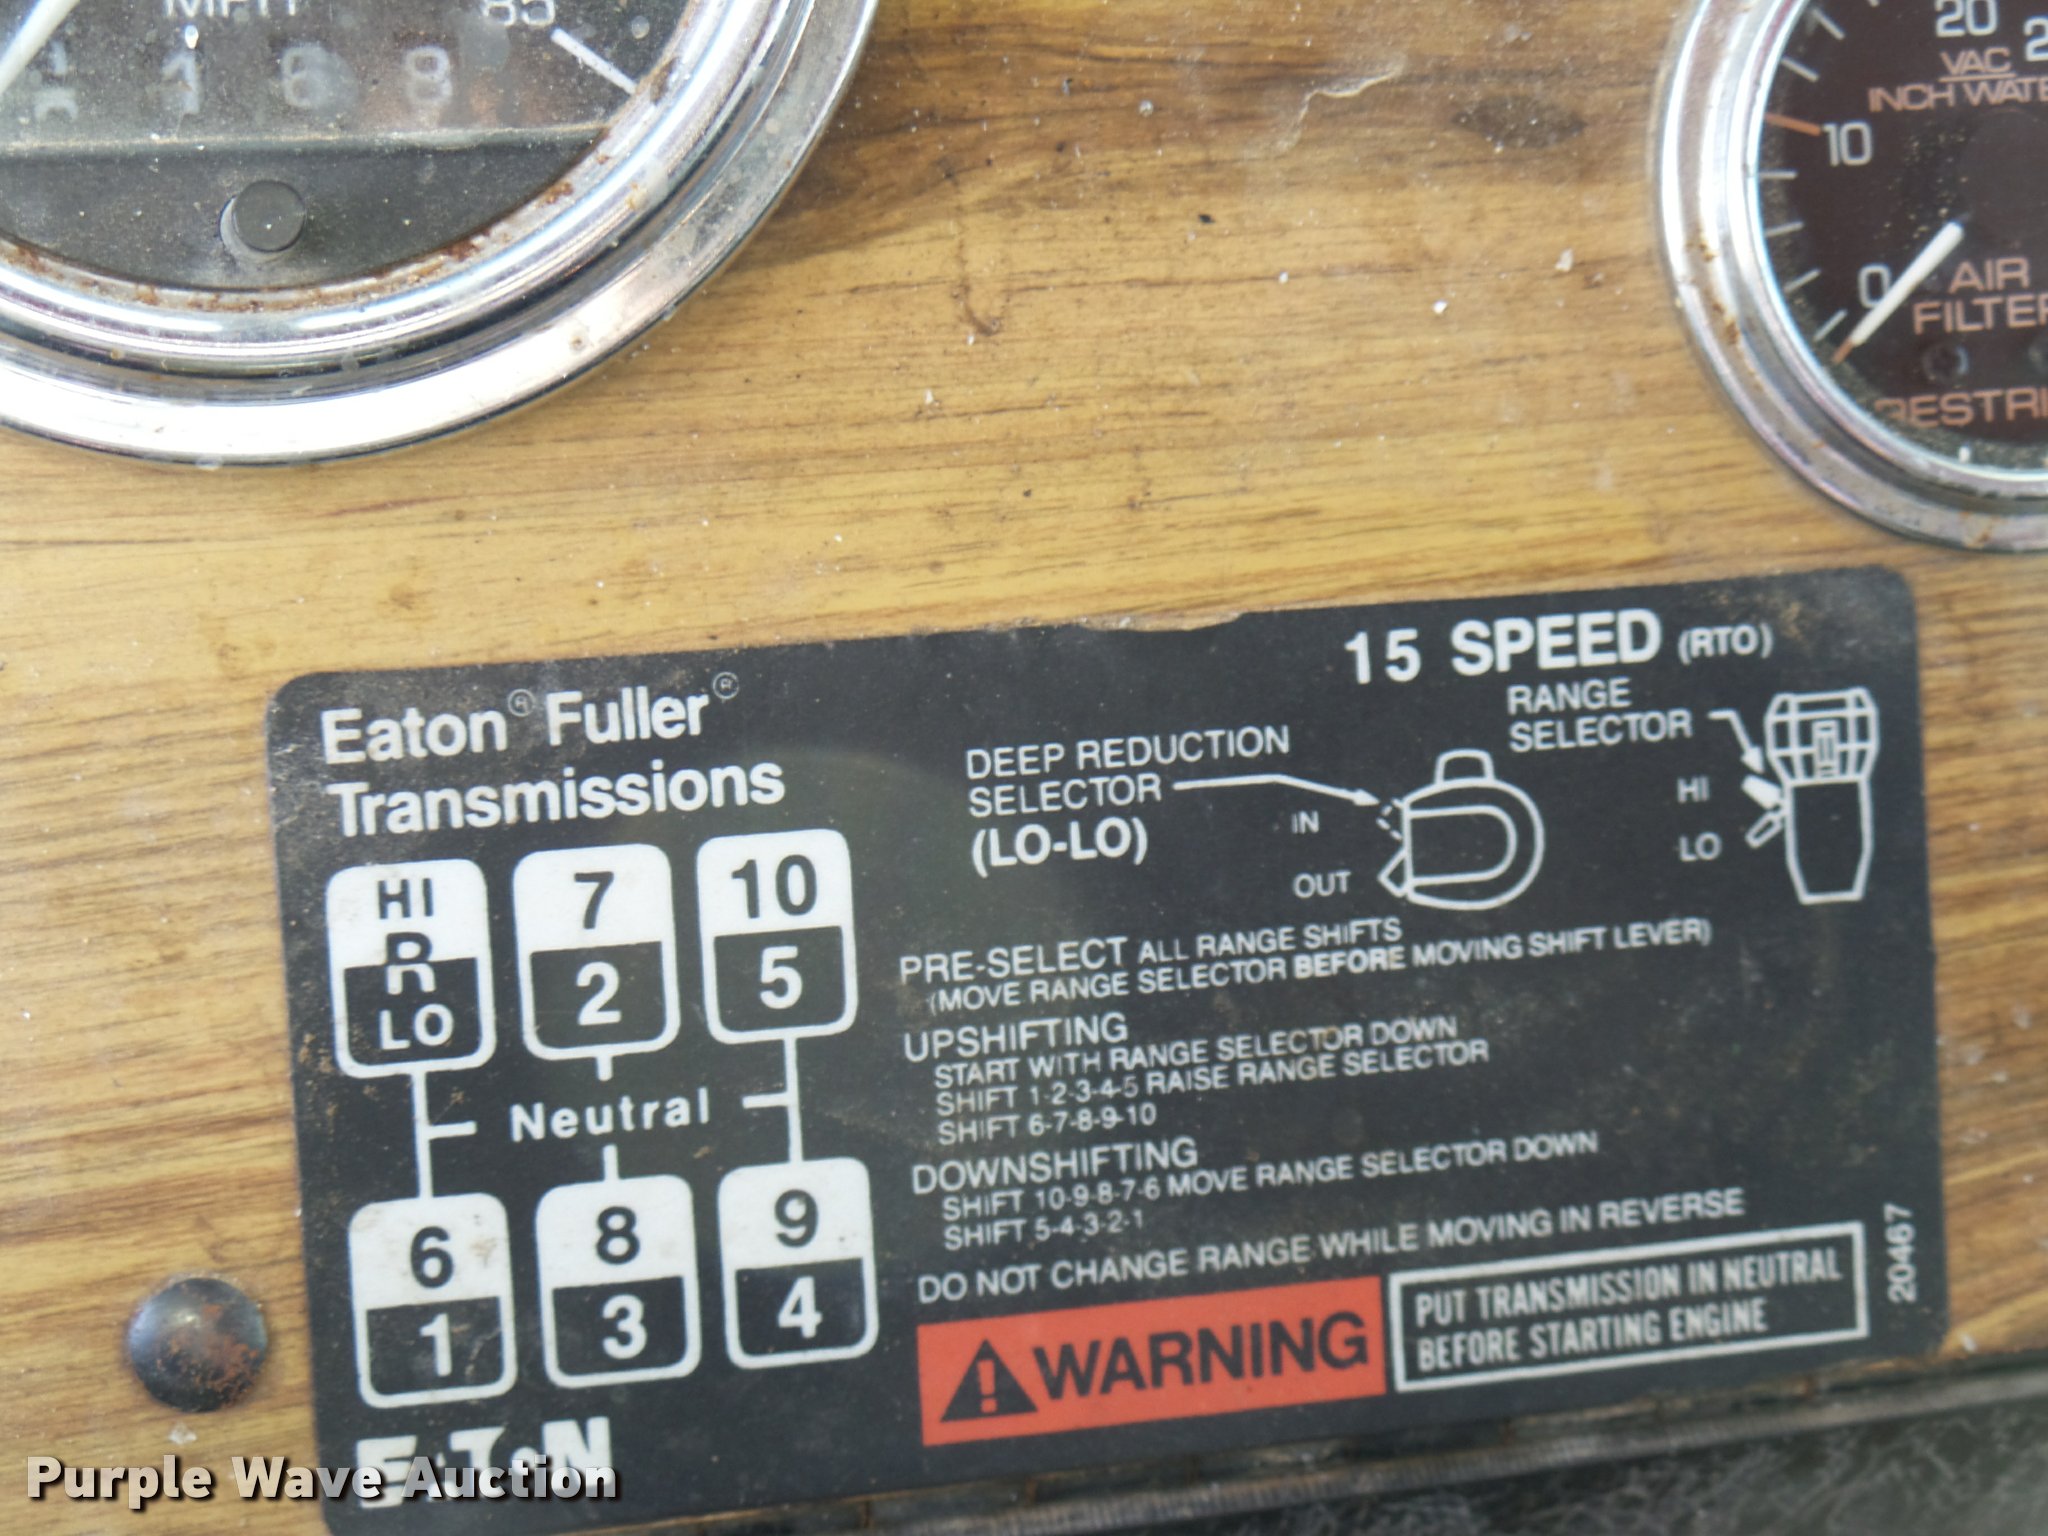 MPH
85
20
VAC
INCH WATE
10
0
AIR
FILTER
RESTRI
15 SPEED (RTO)
Eaton® Fuller®
Transmissions
DEEP REDUCTION
SELECTOR
(LO-LO)
IN
OUT
RANGE
SELECTOR
HI
LO
HI
R
LO
7
2
10
5
Neutral
6
1
8
3
9
4
PRE-SELECT ALL RANGE SHIFTS
(MOVE RANGE SELECTOR BEFORE MOVING SHIFT LEVER)
UPSHIFTING
START WITH RANGE SELECTOR DOWN
SHIFT 1-2-3-4-5 RAISE RANGE SELECTOR
SHIFT 6-7-8-9-10
DOWNSHIFTING
SHIFT 10-9-8-7-6 MOVE RANGE SELECTOR DOWN
SHIFT 5-4-3-2-1
DO NOT CHANGE RANGE WHILE MOVING IN REVERSE
WARNING
PUT TRANSMISSION IN NEUTRAL
BEFORE STARTING ENGINE
20467
EATON
Purple Wave Auction